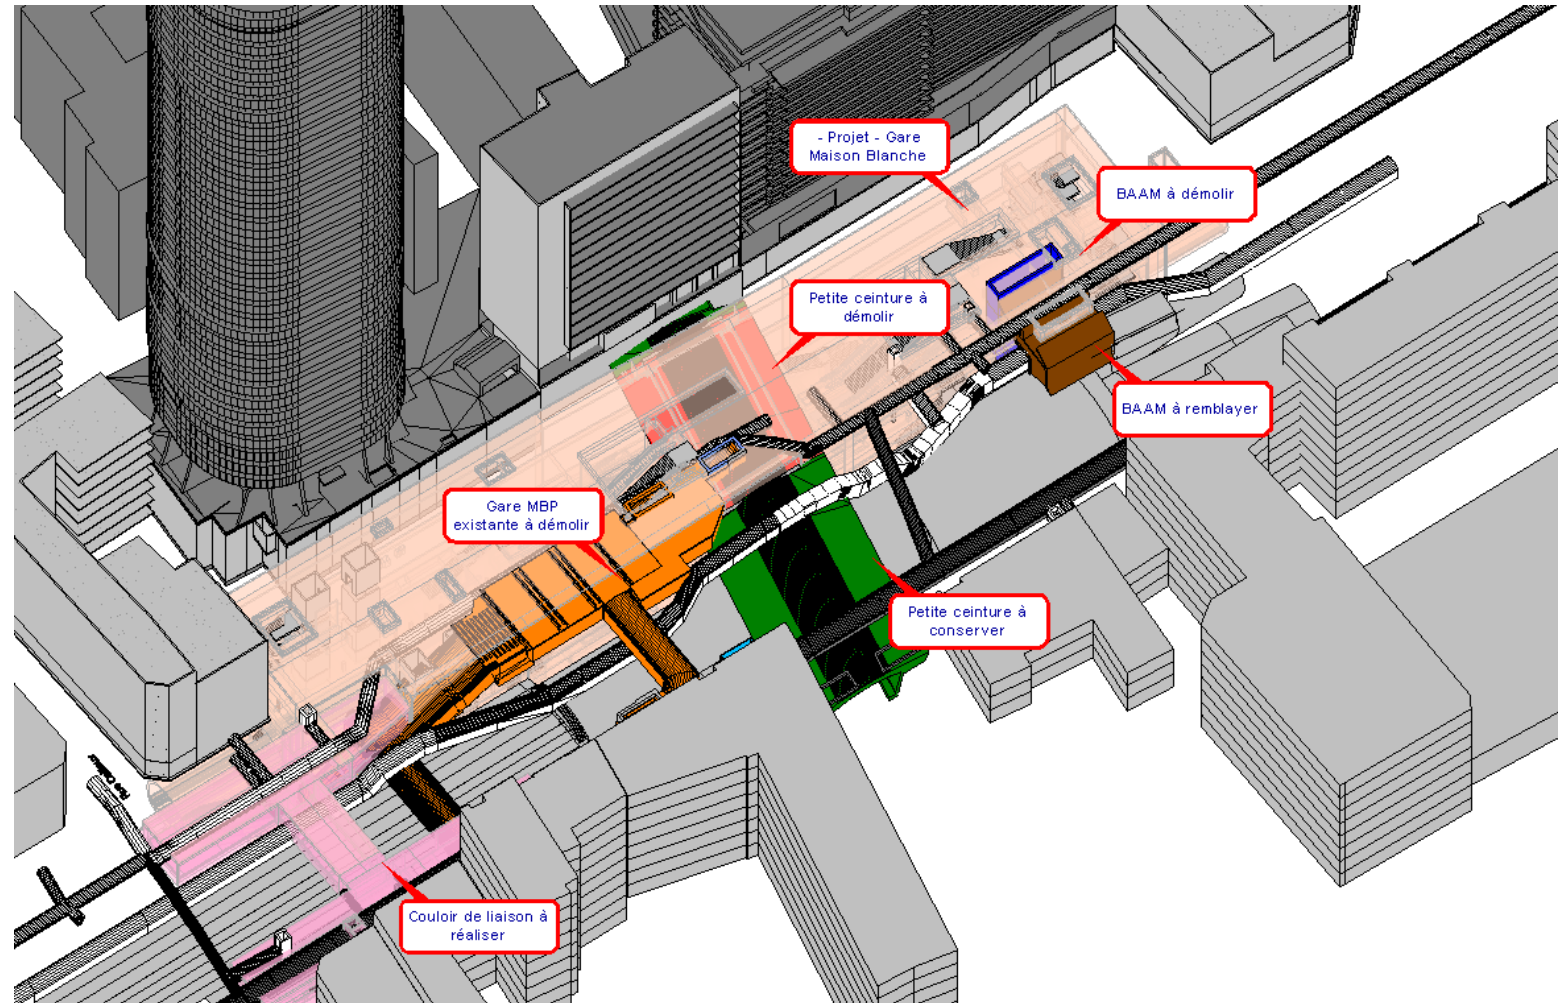 - Projet - Gare
Maison Blanche
BAAM à démolir
Petite ceinture à
démolir
BAAM à remblayer
Gare MBP
existante à démolir
Petite ceinture à
conserver
Couloir de liaison à
réaliser